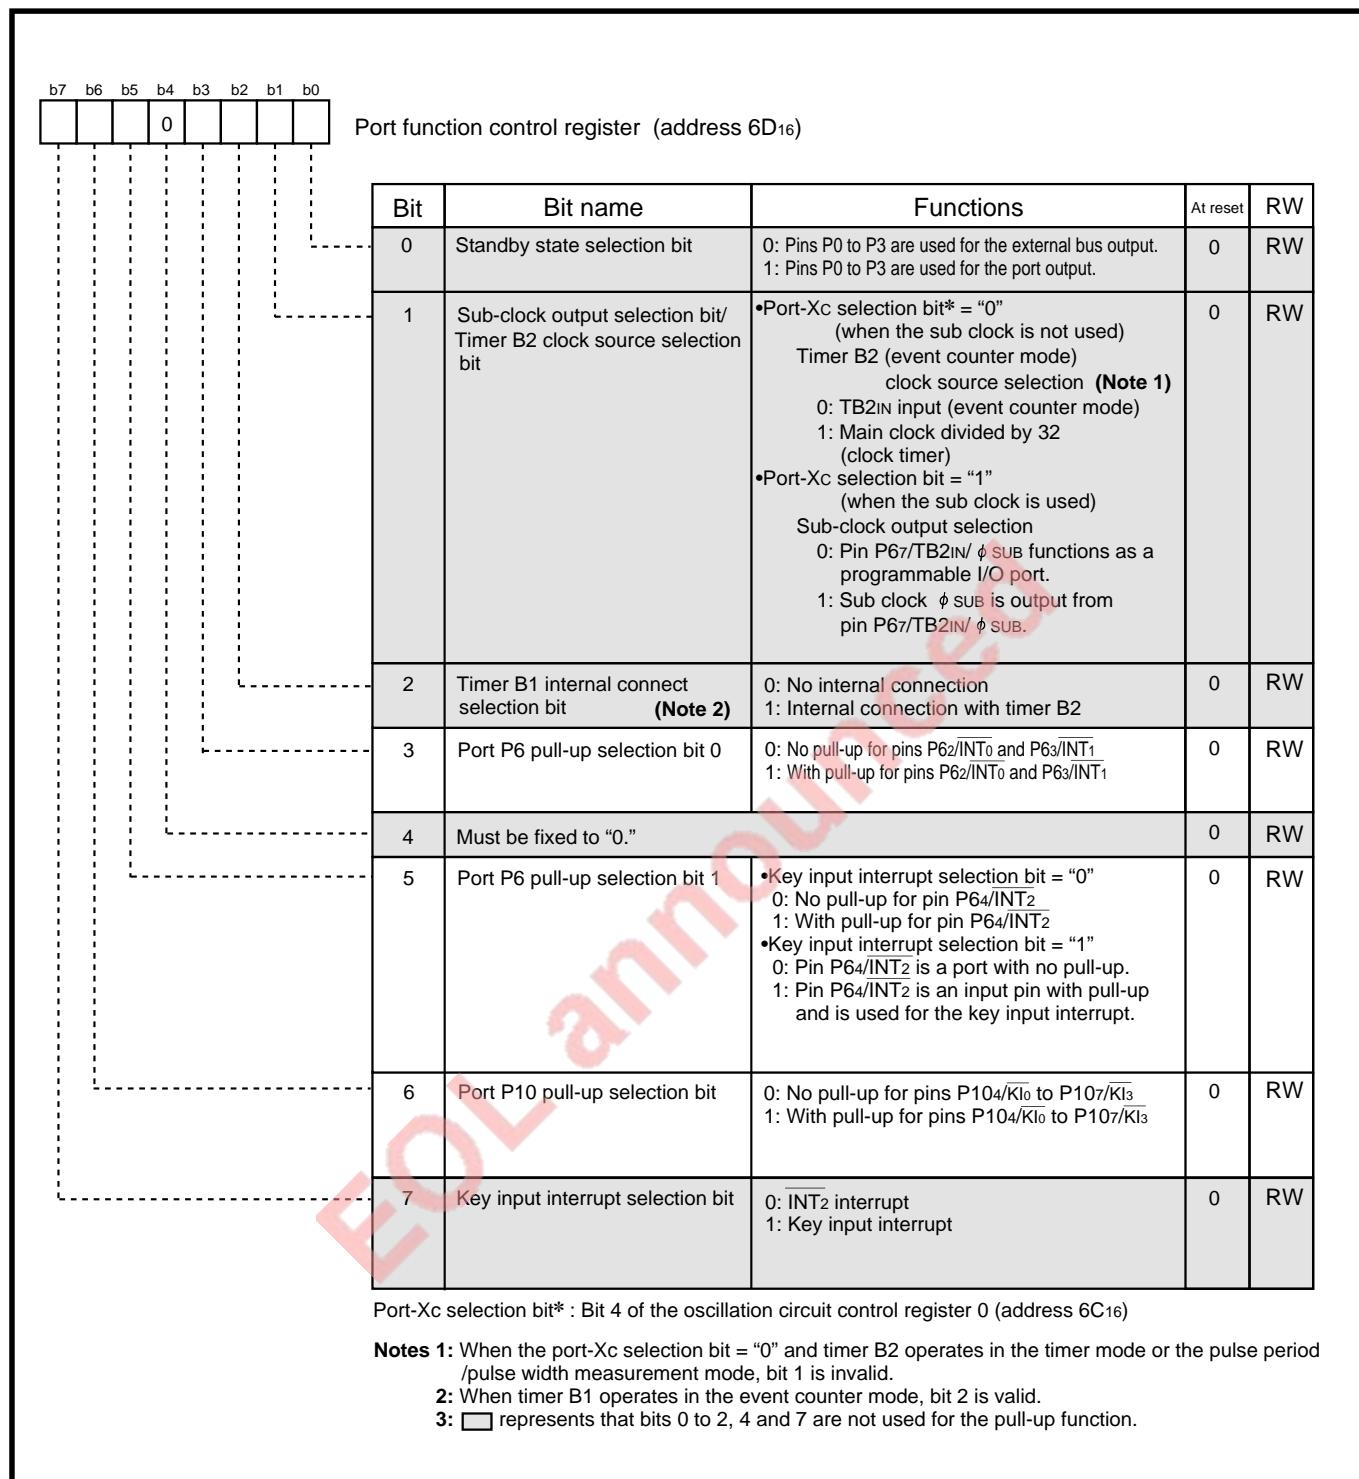 b7 b6 b5 b4 b3 b2 b1 b0
0
Port function control register (address 6D16)
Bit Bit name Functions At reset RW
0 Standby state selection bit 0: Pins P0 to P3 are used for the external bus output. 0 RW
1: Pins P0 to P3 are used for the port output.
1 Sub-clock output selection bit/ •Port-XC selection bit* = “0” 0 RW
Timer B2 clock source selection (when the sub clock is not used)
bit Timer B2 (event counter mode)
clock source selection (Note 1)
0: TB2IN input (event counter mode)
1: Main clock divided by 32
(clock timer)
•Port-XC selection bit = “1”
(when the sub clock is used)
Sub-clock output selection
0: Pin P67/TB2IN/ ϕ SUB functions as a
programmable I/O port.
1: Sub clock ϕ SUB is output from
pin P67/TB2IN/ ϕ SUB.
2 Timer B1 internal connect 0: No internal connection 0 RW
selection bit (Note 2) 1: Internal connection with timer B2
3 Port P6 pull-up selection bit 0 0: No pull-up for pins P62/INT0 and P63/INT1 0 RW
1: With pull-up for pins P62/INT0 and P63/INT1
4 Must be fixed to “0.” 0 RW
5 Port P6 pull-up selection bit 1 •Key input interrupt selection bit = “0” 0 RW
0: No pull-up for pin P64/INT2
1: With pull-up for pin P64/INT2
•Key input interrupt selection bit = “1”
0: Pin P64/INT2 is a port with no pull-up.
1: Pin P64/INT2 is an input pin with pull-up
and is used for the key input interrupt.
6 Port P10 pull-up selection bit 0: No pull-up for pins P104/KI0 to P107/KI3 0 RW
1: With pull-up for pins P104/KI0 to P107/KI3
7 Key input interrupt selection bit 0: INT2 interrupt 0 RW
1: Key input interrupt
EOL announced
Port-Xc selection bit* : Bit 4 of the oscillation circuit control register 0 (address 6C16)
Notes 1: When the port-Xc selection bit = “0” and timer B2 operates in the timer mode or the pulse period
/pulse width measurement mode, bit 1 is invalid.
2: When timer B1 operates in the event counter mode, bit 2 is valid.
3: represents that bits 0 to 2, 4 and 7 are not used for the pull-up function.